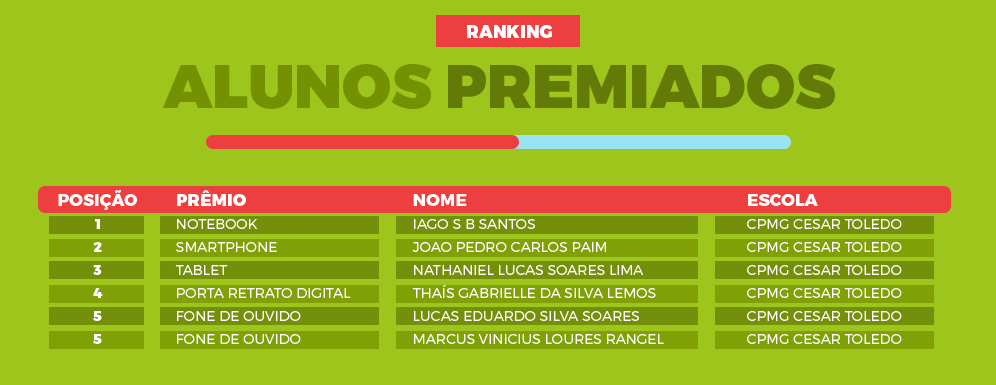 RANKING
ALUNOS PREMIADOS
POSIÇÃO PRÊMIO NOME ESCOLA
1 NOTEBOOK IAGO S B SANTOS CPMG CESAR TOLEDO
2 SMARTPHONE JOAO PEDRO CARLOS PAIM CPMG CESAR TOLEDO
3 TABLET NATHANIEL LUCAS SOARES LIMA CPMG CESAR TOLEDO
4 PORTA RETRATO DIGITAL THAÍS GABRIELLE DA SILVA LEMOS CPMG CESAR TOLEDO
5 FONE DE OUVIDO LUCAS EDUARDO SILVA SOARES CPMG CESAR TOLEDO
5 FONE DE OUVIDO MARCUS VINICIUS LOURES RANGEL CPMG CESAR TOLEDO